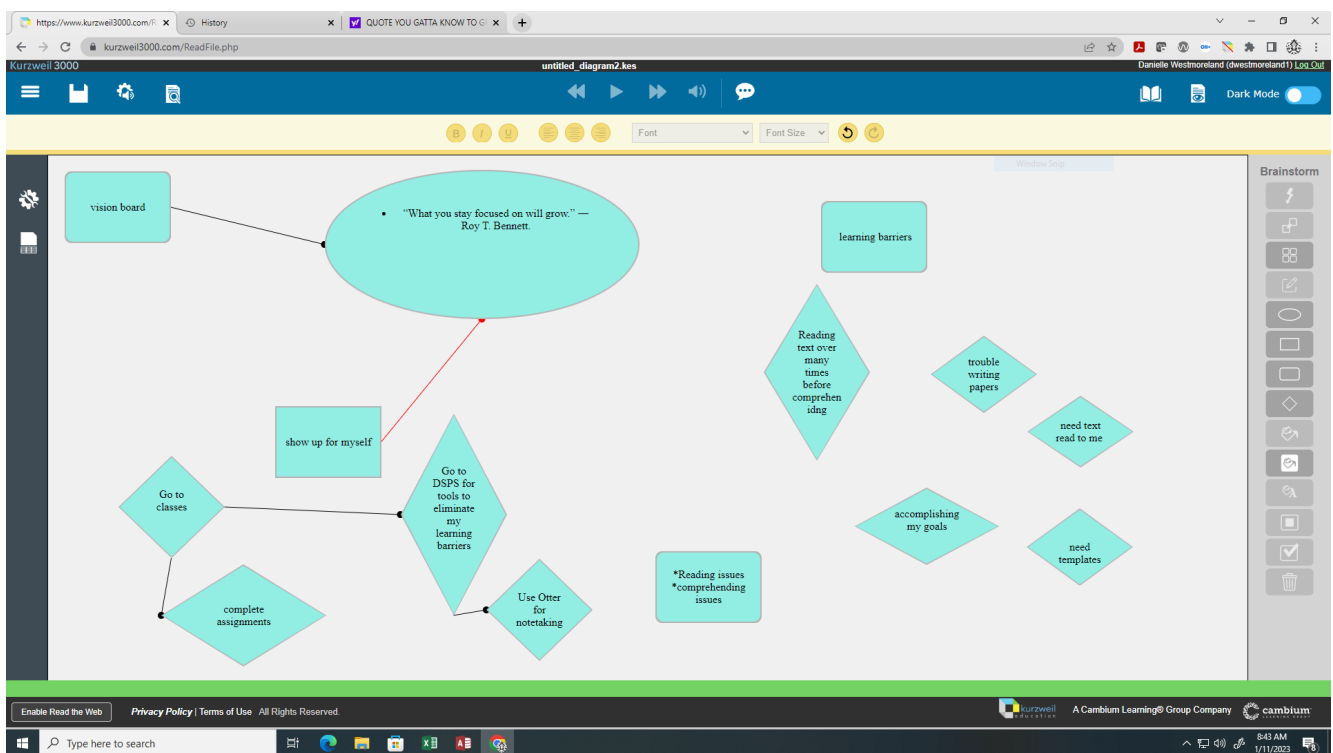 https://www.kurzweil3000.com/R
History
QUOTE YOU GATTA KNOW TO G
kurzweil3000.com/ReadFile.php
Kurzweil 3000
untitled_diagram2.kes
Danielle Westmoreland (dwestmoreland1) Log Out
Dark Mode
B I U
Font
Font Size
Window Snip
Brainstorm
vision board
• “What you stay focused on will grow.” —
Roy T. Bennett.
learning barriers
Reading
text over
many
times
before
comprehen
idng
trouble
writing
papers
need text
read to me
show up for myself
Go to
classes
Go to
DSPS for
tools to
eliminate
my
learning
barriers
accomplishing
my goals
need
templates
*Reading issues
*comprehending
issues
Use Otter
for
notetaking
complete
assignments
Enable Read the Web
Privacy Policy | Terms of Use All Rights Reserved.
kurzweil
education
A Cambium Learning® Group Company
cambium
LEARNING GROUP
Type here to search
8:43 AM
1/11/2023